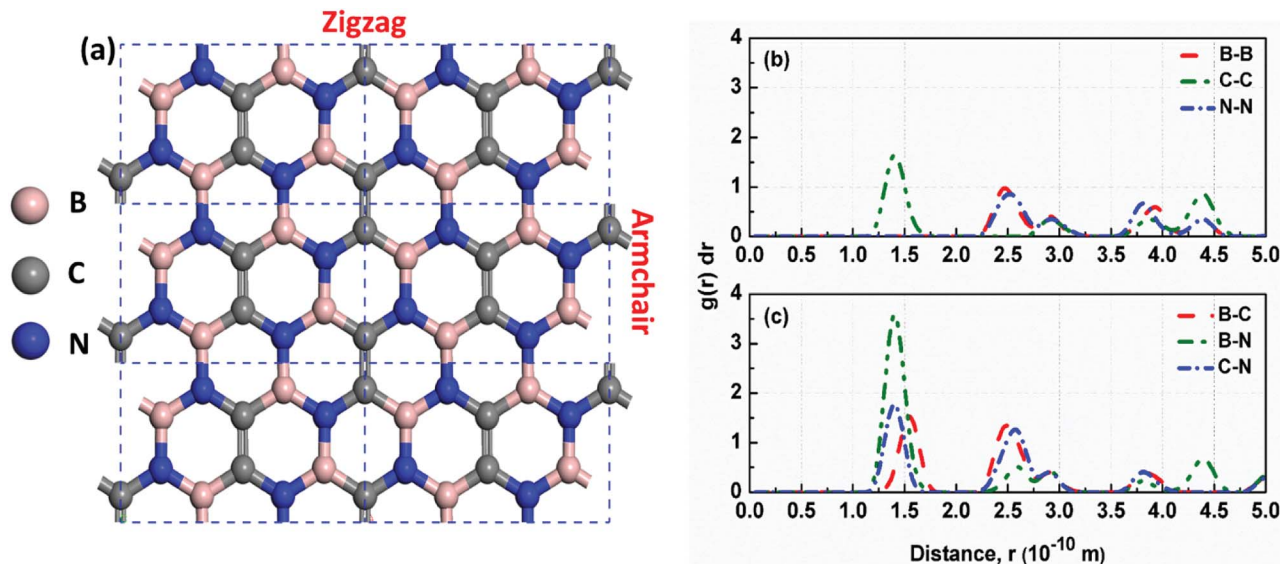 Zigzag
(a)
B
C
N
Armchair
(b)
B-B
C-C
N-N
4
3
2
1
0
0.0 0.5 1.0 1.5 2.0 2.5 3.0 3.5 4.0 4.5 5.0
g(r) dr
(c)
B-C
B-N
C-N
4
3
2
1
0
0.0 0.5 1.0 1.5 2.0 2.5 3.0 3.5 4.0 4.5 5.0
Distance, r (10⁻¹⁰ m)